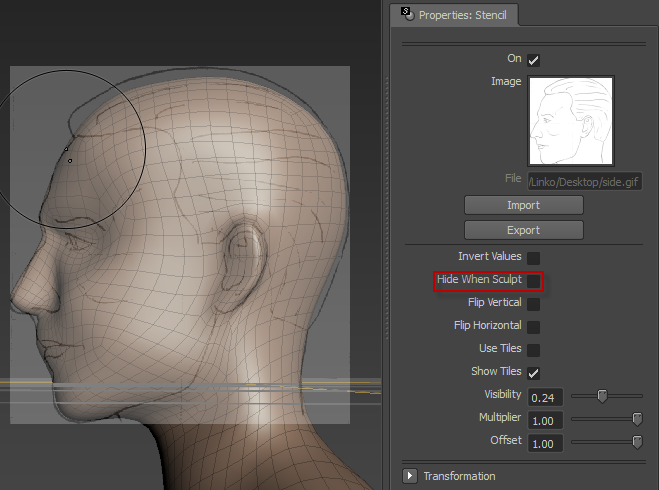 Properties: Stencil
On
Image
File /Linko/Desktop/side.gif
Import
Export
Invert Values
Hide When Sculpt
Flip Vertical
Flip Horizontal
Use Tiles
Show Tiles
Visibility 0.24
Multiplier 1.00
Offset 1.00
Transformation